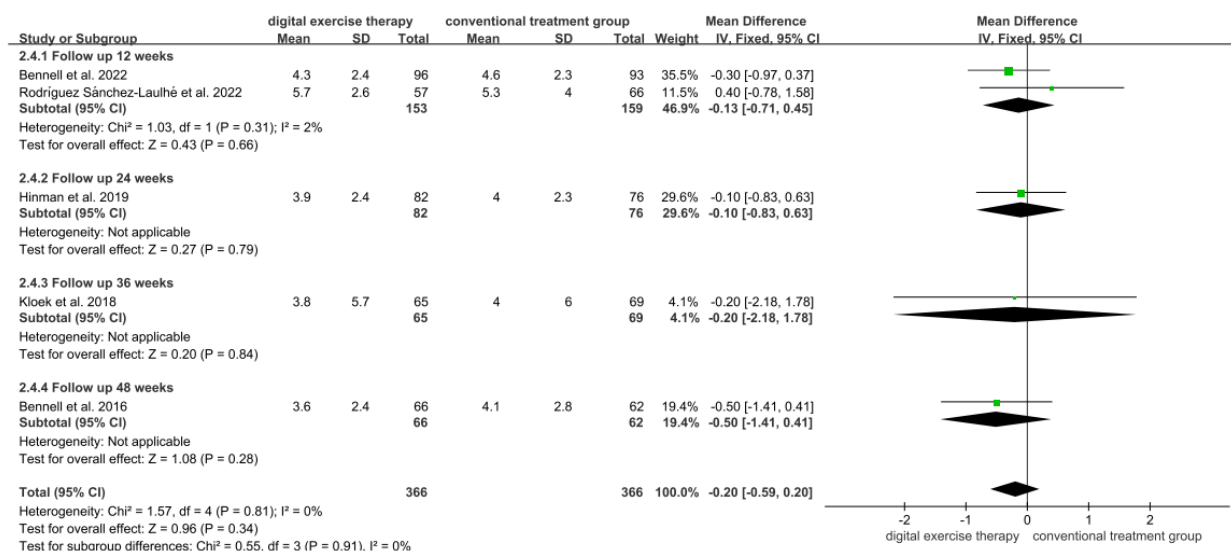 digital exercise therapy conventional treatment group Mean Difference Mean Difference
Study or Subgroup Mean SD Total Mean SD Total Weight IV, Fixed, 95% CI IV, Fixed, 95% CI
2.4.1 Follow up 12 weeks
Bennell et al. 2022 4.3 2.4 96 4.6 2.3 93 35.5% -0.30 [-0.97, 0.37]
Rodríguez Sánchez-Laulhé et al. 2022 5.7 2.6 57 5.3 4 66 11.5% 0.40 [-0.78, 1.58]
Subtotal (95% CI) 153 159 46.9% -0.13 [-0.71, 0.45]
Heterogeneity: Chi² = 1.03, df = 1 (P = 0.31); I² = 2%
Test for overall effect: Z = 0.43 (P = 0.66)
2.4.2 Follow up 24 weeks
Hinman et al. 2019 3.9 2.4 82 4 2.3 76 29.6% -0.10 [-0.83, 0.63]
Subtotal (95% CI) 82 76 29.6% -0.10 [-0.83, 0.63]
Heterogeneity: Not applicable
Test for overall effect: Z = 0.27 (P = 0.79)
2.4.3 Follow up 36 weeks
Kloek et al. 2018 3.8 5.7 65 4 6 69 4.1% -0.20 [-2.18, 1.78]
Subtotal (95% CI) 65 69 4.1% -0.20 [-2.18, 1.78]
Heterogeneity: Not applicable
Test for overall effect: Z = 0.20 (P = 0.84)
2.4.4 Follow up 48 weeks
Bennell et al. 2016 3.6 2.4 66 4.1 2.8 62 19.4% -0.50 [-1.41, 0.41]
Subtotal (95% CI) 66 62 19.4% -0.50 [-1.41, 0.41]
Heterogeneity: Not applicable
Test for overall effect: Z = 1.08 (P = 0.28)
Total (95% CI) 366 366 100.0% -0.20 [-0.59, 0.20]
Heterogeneity: Chi² = 1.57, df = 4 (P = 0.81); I² = 0%
Test for overall effect: Z = 0.96 (P = 0.34)
Test for subgroup differences: Chi² = 0.55, df = 3 (P = 0.91), I² = 0%
-2 -1 0 1 2
digital exercise therapy conventional treatment group